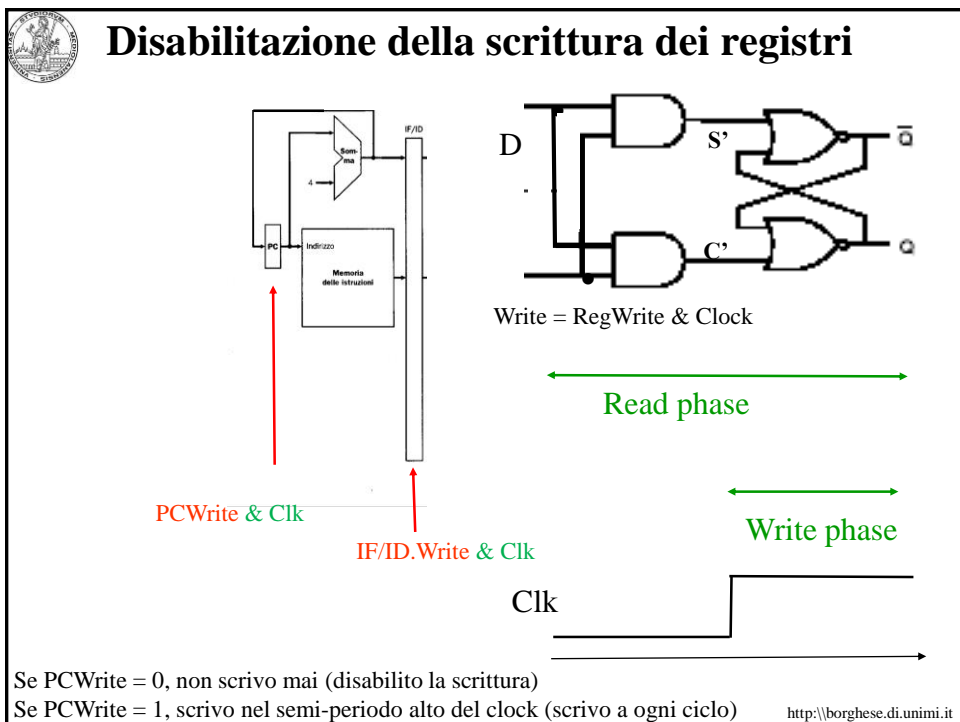 Disabilitazione della scrittura dei registri
IF/ID
Som-
ma
4
PC
Indirizzo
Memoria
delle istruzioni
D
S’
C’
Q
Q
Write = RegWrite & Clock
Read phase
PCWrite & Clk
IF/ID.Write & Clk
Write phase
Clk
Se PCWrite = 0, non scrivo mai (disabilito la scrittura)
Se PCWrite = 1, scrivo nel semi-periodo alto del clock (scrivo a ogni ciclo)
http:\\borghese.di.unimi.it